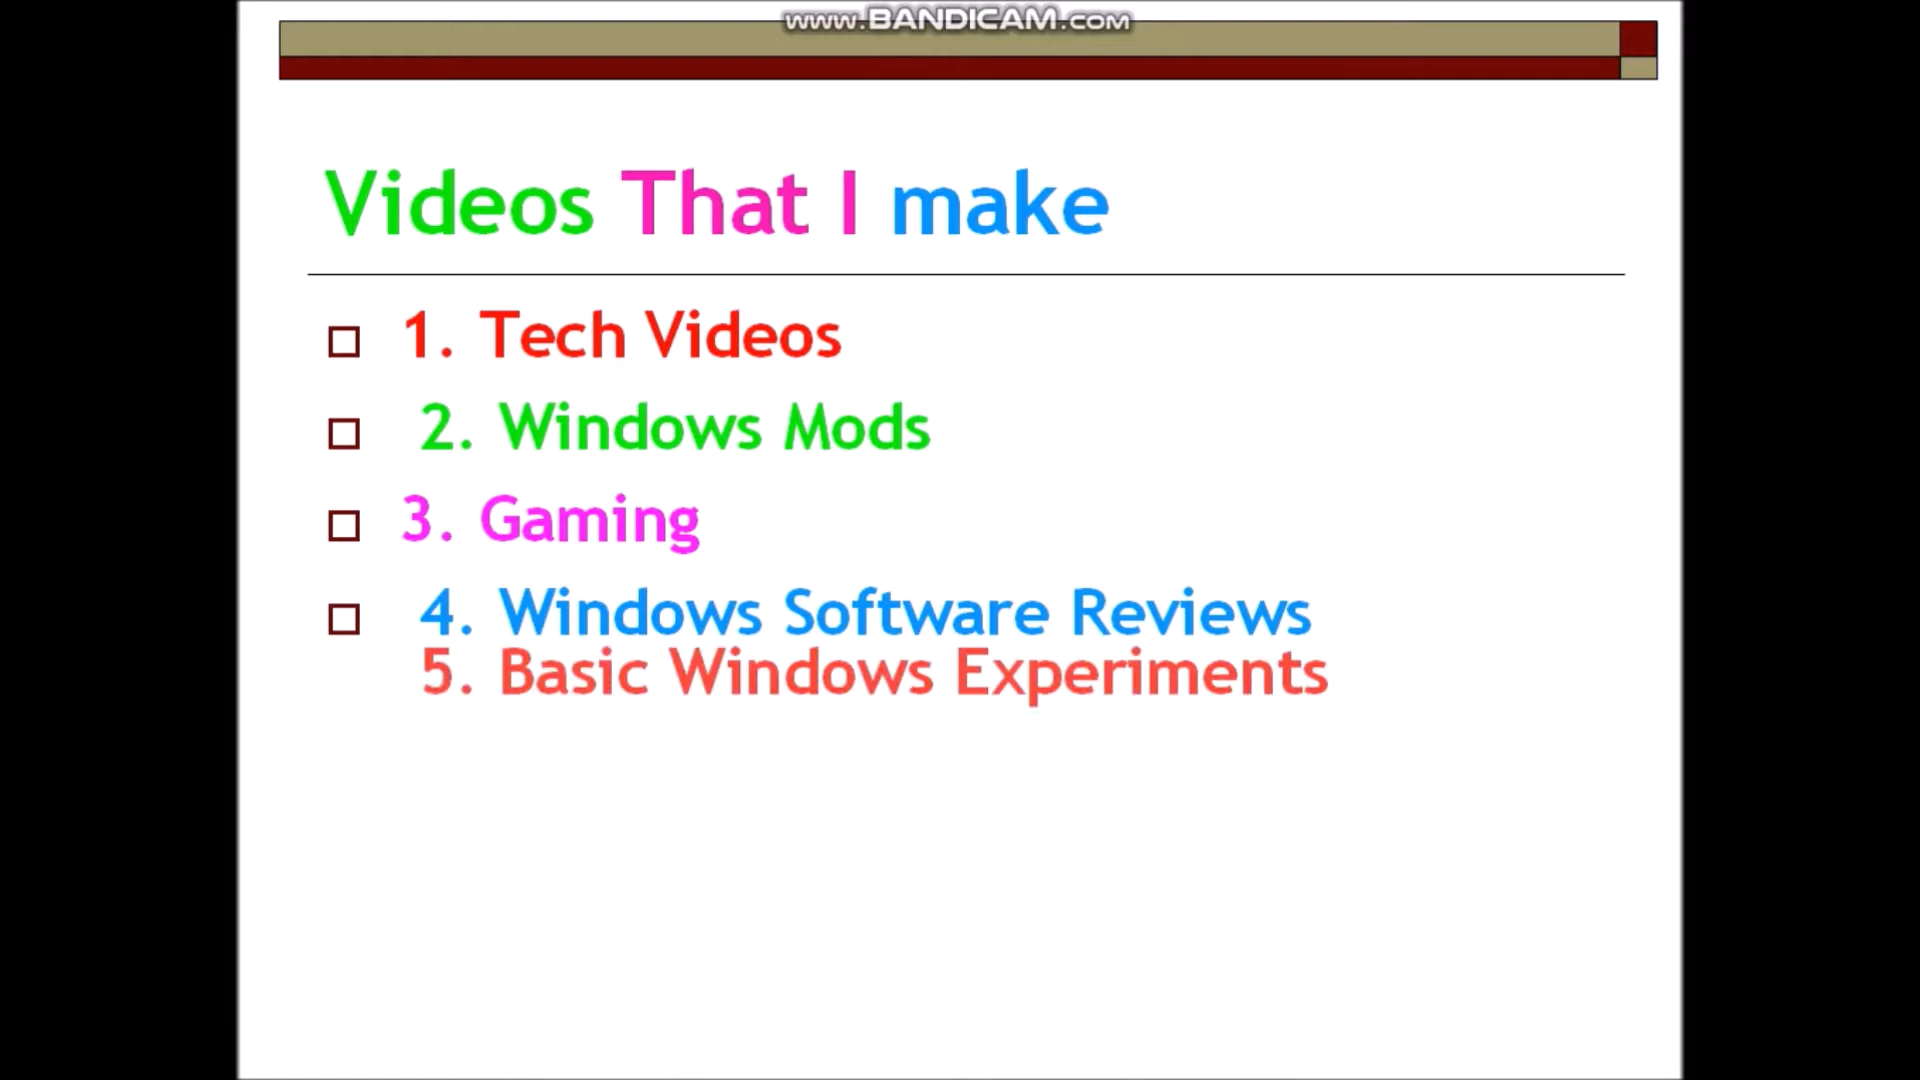 www.BANDICAM.com
Videos That I make
1. Tech Videos
2. Windows Mods
3. Gaming
4. Windows Software Reviews
5. Basic Windows Experiments